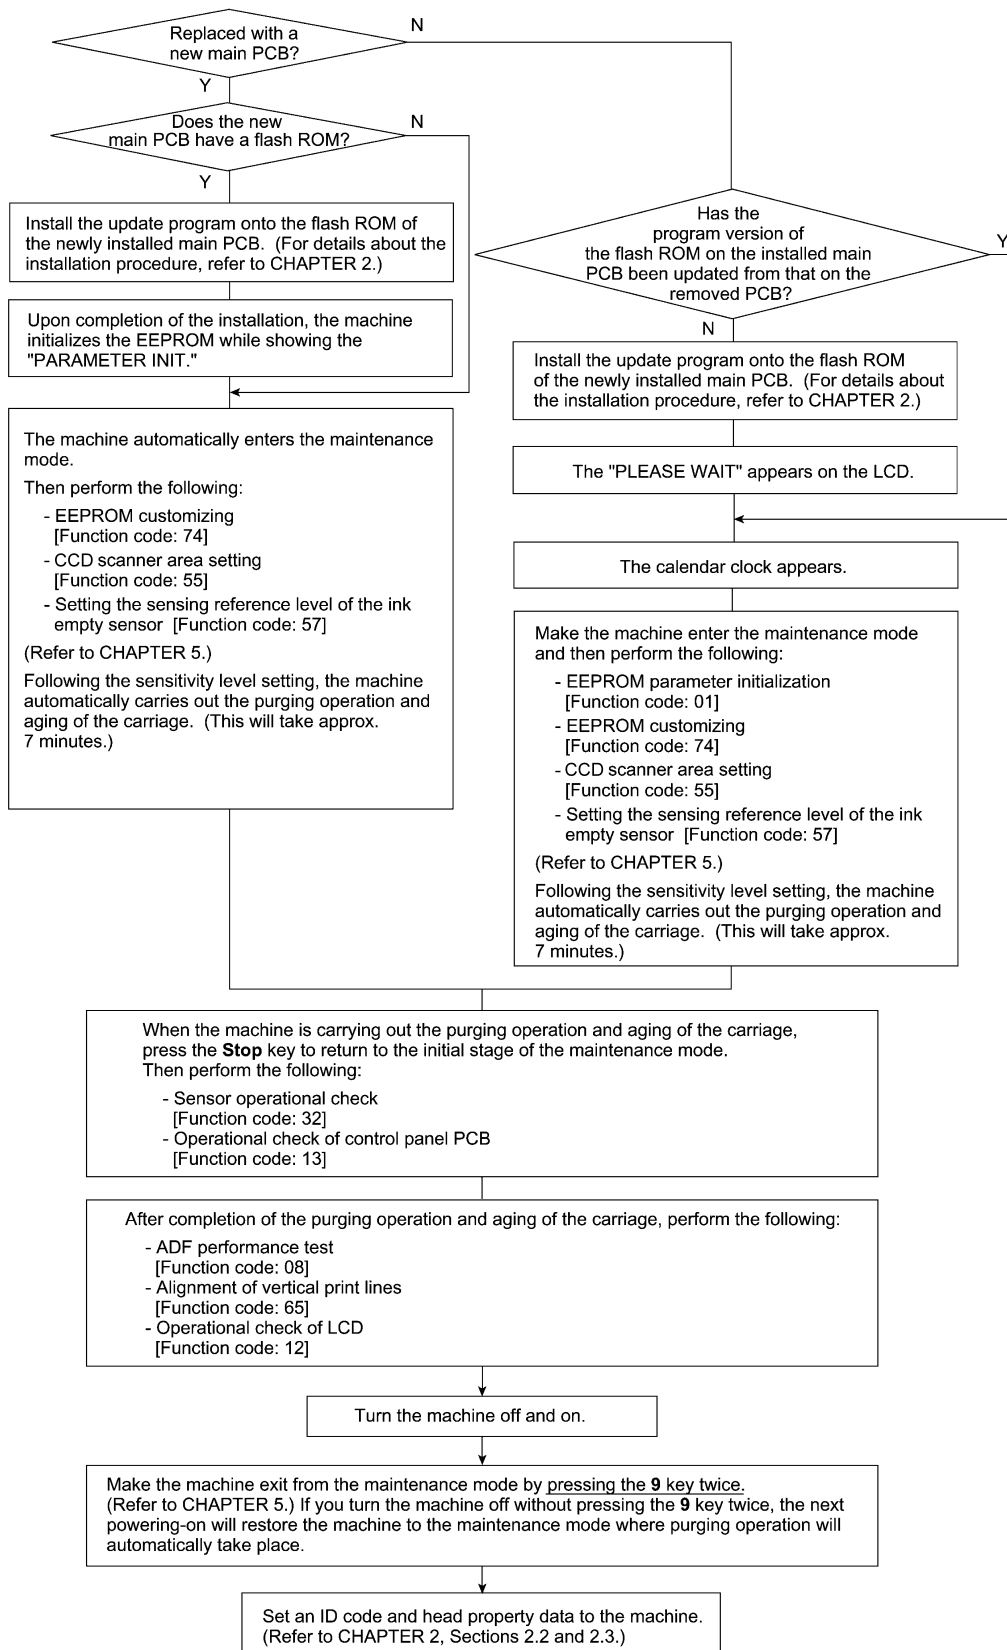 Replaced with a
new main PCB?
N
Y
Does the new
main PCB have a flash ROM?
N
Y
Install the update program onto the flash ROM of
the newly installed main PCB. (For details about the
installation procedure, refer to CHAPTER 2.)
Upon completion of the installation, the machine
initializes the EEPROM while showing the
"PARAMETER INIT."
The machine automatically enters the maintenance
mode.
Then perform the following:
- EEPROM customizing
[Function code: 74]
- CCD scanner area setting
[Function code: 55]
- Setting the sensing reference level of the ink
empty sensor [Function code: 57]
(Refer to CHAPTER 5.)
Following the sensitivity level setting, the machine
automatically carries out the purging operation and
aging of the carriage. (This will take approx.
7 minutes.)
Has the
program version of
the flash ROM on the installed main
PCB been updated from that on the
removed PCB?
Y
N
Install the update program onto the flash ROM
of the newly installed main PCB. (For details about
the installation procedure, refer to CHAPTER 2.)
The "PLEASE WAIT" appears on the LCD.
The calendar clock appears.
Make the machine enter the maintenance mode
and then perform the following:
- EEPROM parameter initialization
[Function code: 01]
- EEPROM customizing
[Function code: 74]
- CCD scanner area setting
[Function code: 55]
- Setting the sensing reference level of the ink
empty sensor [Function code: 57]
(Refer to CHAPTER 5.)
Following the sensitivity level setting, the machine
automatically carries out the purging operation and
aging of the carriage. (This will take approx.
7 minutes.)
When the machine is carrying out the purging operation and aging of the carriage,
press the Stop key to return to the initial stage of the maintenance mode.
Then perform the following:
- Sensor operational check
[Function code: 32]
- Operational check of control panel PCB
[Function code: 13]
After completion of the purging operation and aging of the carriage, perform the following:
- ADF performance test
[Function code: 08]
- Alignment of vertical print lines
[Function code: 65]
- Operational check of LCD
[Function code: 12]
Turn the machine off and on.
Make the machine exit from the maintenance mode by pressing the 9 key twice.
(Refer to CHAPTER 5.) If you turn the machine off without pressing the 9 key twice, the next
powering-on will restore the machine to the maintenance mode where purging operation will
automatically take place.
Set an ID code and head property data to the machine.
(Refer to CHAPTER 2, Sections 2.2 and 2.3.)